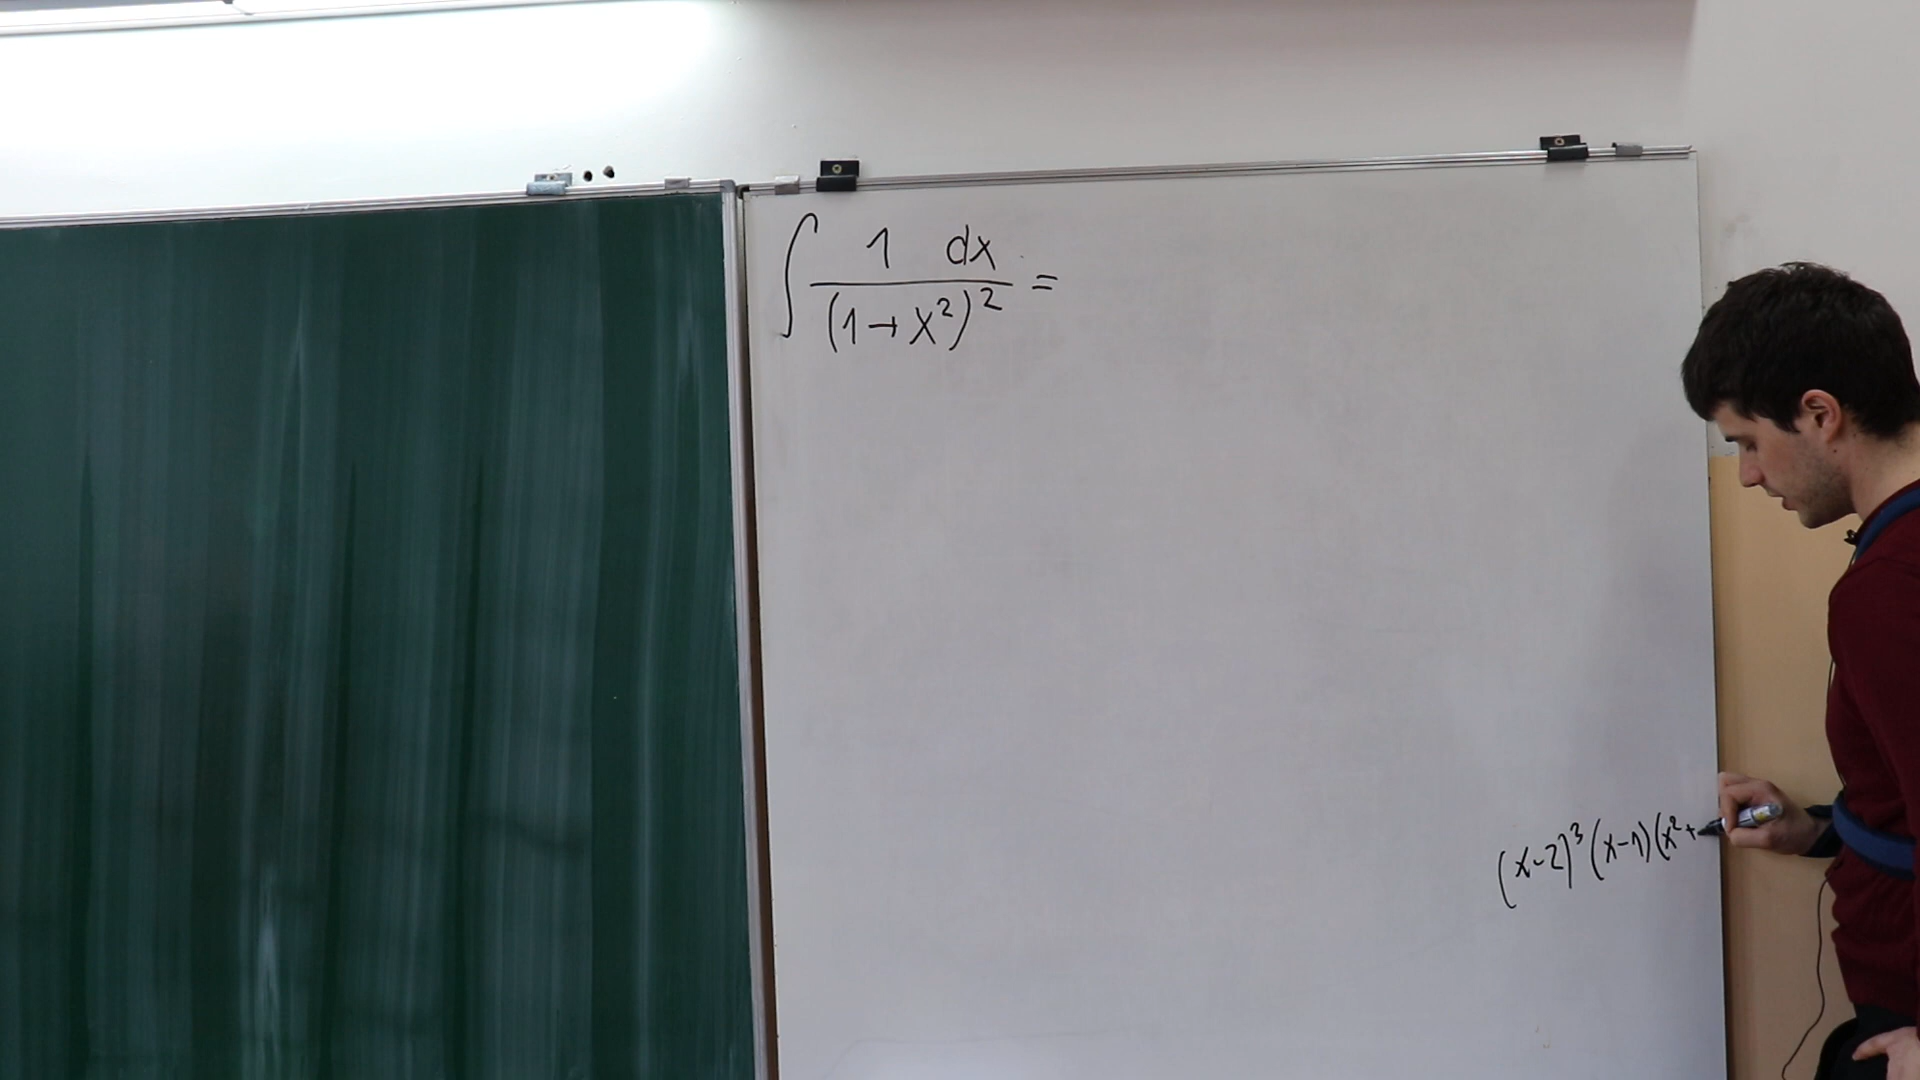 ∫ 1 dx / (1+x²)² =
(x-2)³(x-1)(x²+